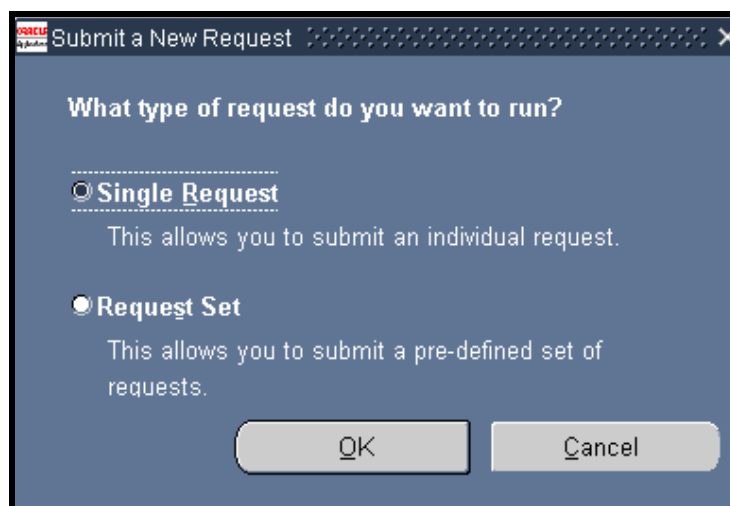 ORACLE
Submit a New Request
What type of request do you want to run?
Single Request
This allows you to submit an individual request.
Request Set
This allows you to submit a pre-defined set of
requests.
OK
Cancel